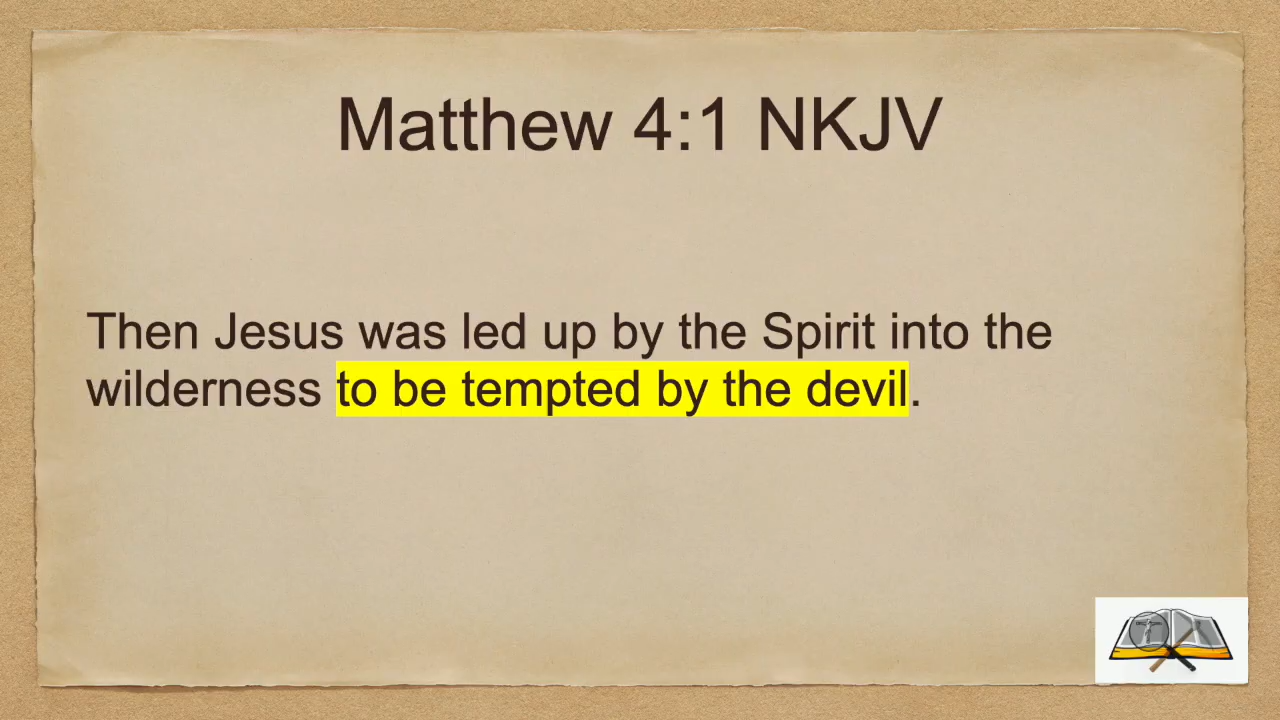 Matthew 4:1 NKJV
Then Jesus was led up by the Spirit into the
wilderness to be tempted by the devil.